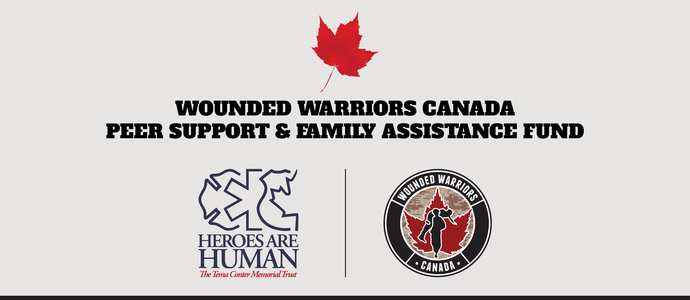 WOUNDED WARRIORS CANADA
PEER SUPPORT & FAMILY ASSISTANCE FUND
HEROES ARE
HUMAN
The Tema Conter Memorial Trust
WOUNDED WARRIORS
· CANADA ·